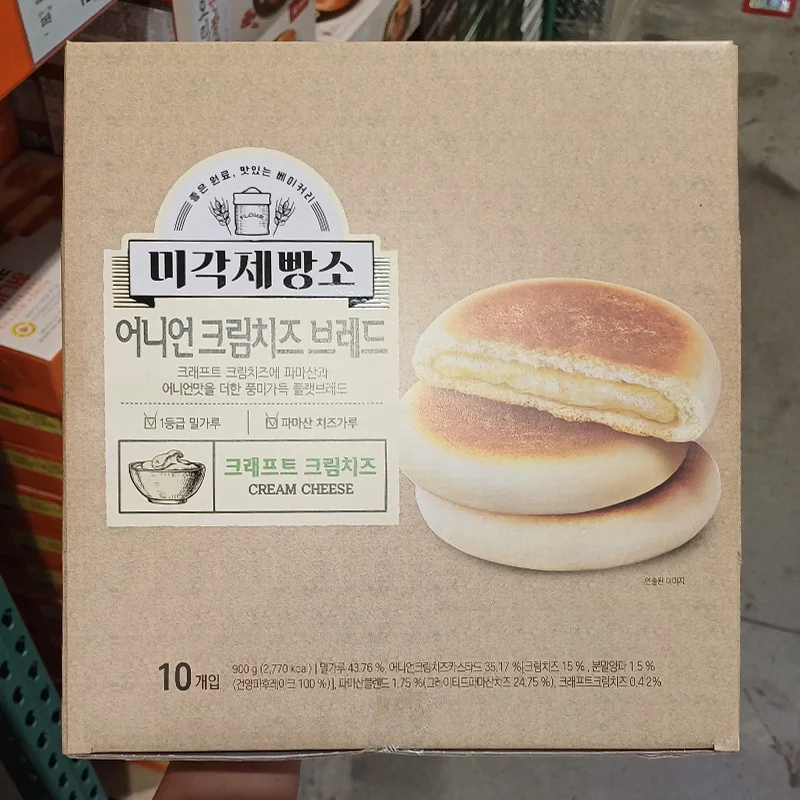 좋은 원료, 맛있는 베이커리
FLOUR
미각제빵소
어니언 크림치즈 브레드
크래프트 크림치즈에 파마산과
어니언맛을 더한 풍미가득 플랫브레드
1등급 밀가루
파마산 치즈가루
크래프트 크림치즈
CREAM CHEESE
연출된 이미지
10개입
900 g (2,770 kcal) | 밀가루 43.76 %, 어니언크림치즈카스타드 35.17 %[크림치즈 15 %, 분말양파 1.5 %
(건양파후레이크 100 %)], 파마산블렌드 1.75 %(그레이티드파마산치즈 24.75 %), 크래프트크림치즈 0.42%